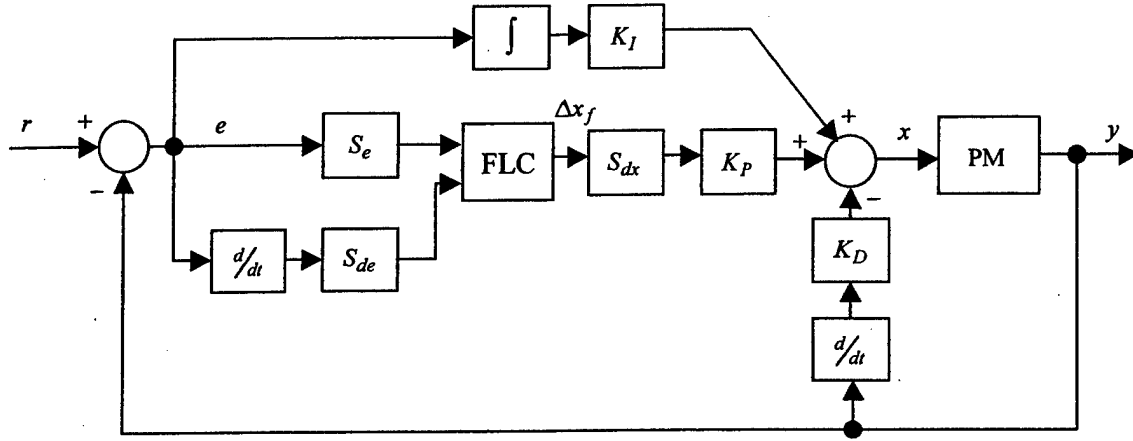 ∫
K_I
Δx_f
+
r
+
e
S_e
FLC
S_dx
K_P
+
x
PM
y
−
−
d/dt
S_de
K_D
d/dt